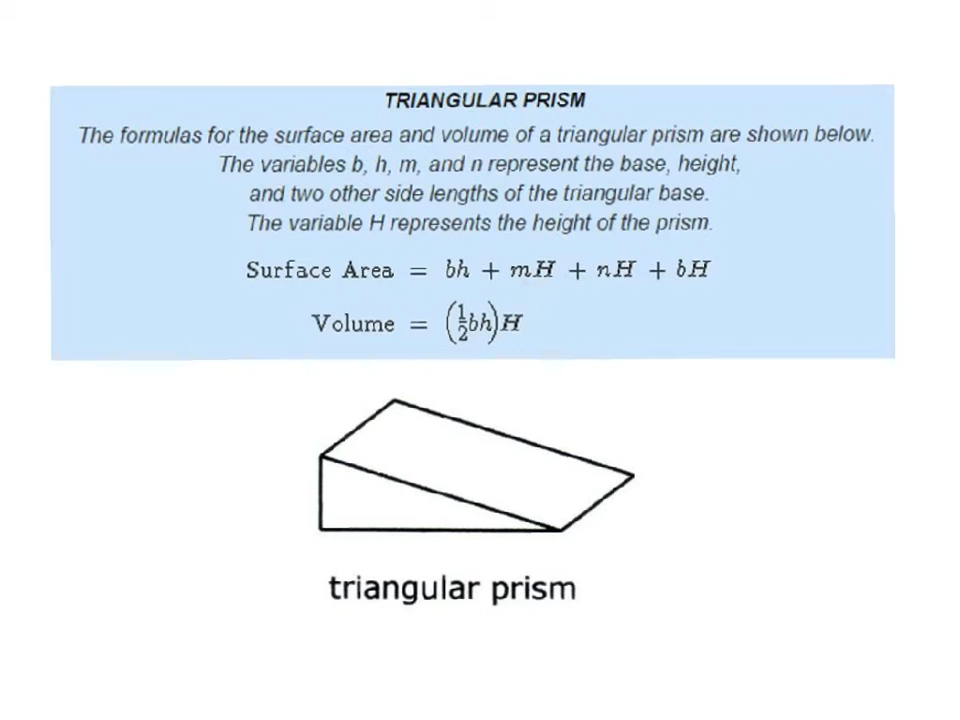 TRIANGULAR PRISM
The formulas for the surface area and volume of a triangular prism are shown below.
The variables b, h, m, and n represent the base, height,
and two other side lengths of the triangular base.
The variable H represents the height of the prism.
Surface Area = bh + mH + nH + bH
Volume = (½bh)H
triangular prism